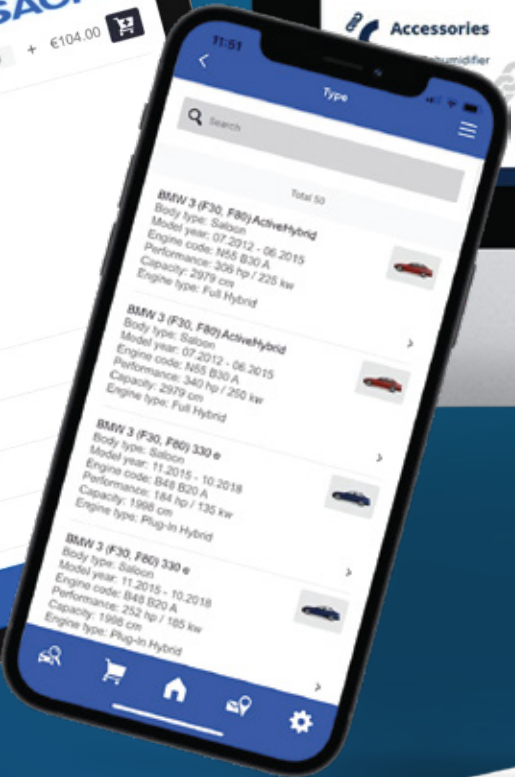 €104.00
Accessories
11:51
Type
Search
Total 50
BMW 3 (F30, F80) ActiveHybrid
Body type: Saloon
Model year: 07.2012 - 06.2015
Engine code: N55 B30 A
Performance: 306 hp / 225 kw
Capacity: 2979 cm
Engine type: Full Hybrid
BMW 3 (F30, F80) ActiveHybrid
Body type: Saloon
Model year: 07.2012 - 06.2015
Engine code: N55 B30 A
Performance: 340 hp / 250 kw
Capacity: 2979 cm
Engine type: Full Hybrid
BMW 3 (F30, F80) 330 e
Body type: Saloon
Model year: 11.2015 - 10.2018
Engine code: B48 B20 A
Performance: 184 hp / 135 kw
Capacity: 1998 cm
Engine type: Plug-In Hybrid
BMW 3 (F30, F80) 330 e
Body type: Saloon
Model year: 11.2015 - 10.2018
Engine code: B48 B20 A
Performance: 252 hp / 185 kw
Capacity: 1998 cm
Engine type: Plug-In Hybrid